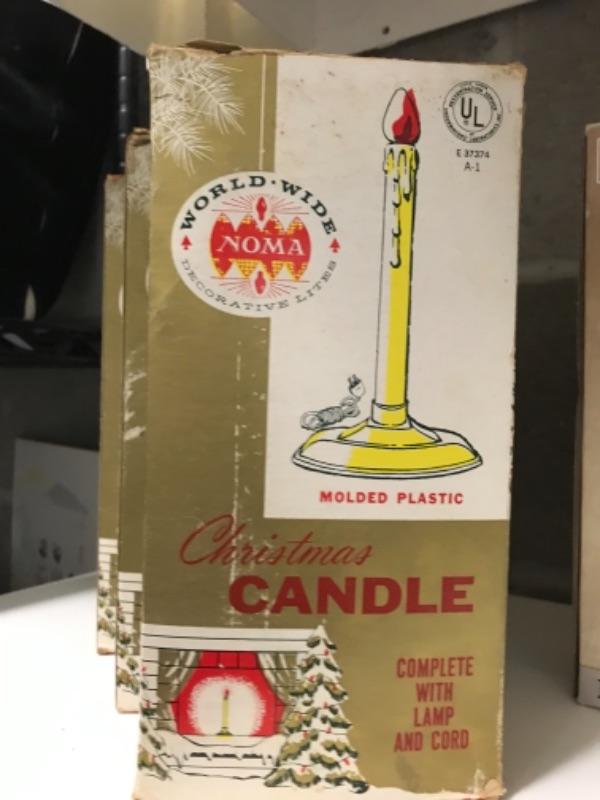 WORLD·WIDE
NOMA
DECORATIVE LITES
UL
E 37374
A-1
MOLDED PLASTIC
Christmas
CANDLE
COMPLETE
WITH
LAMP
AND CORD